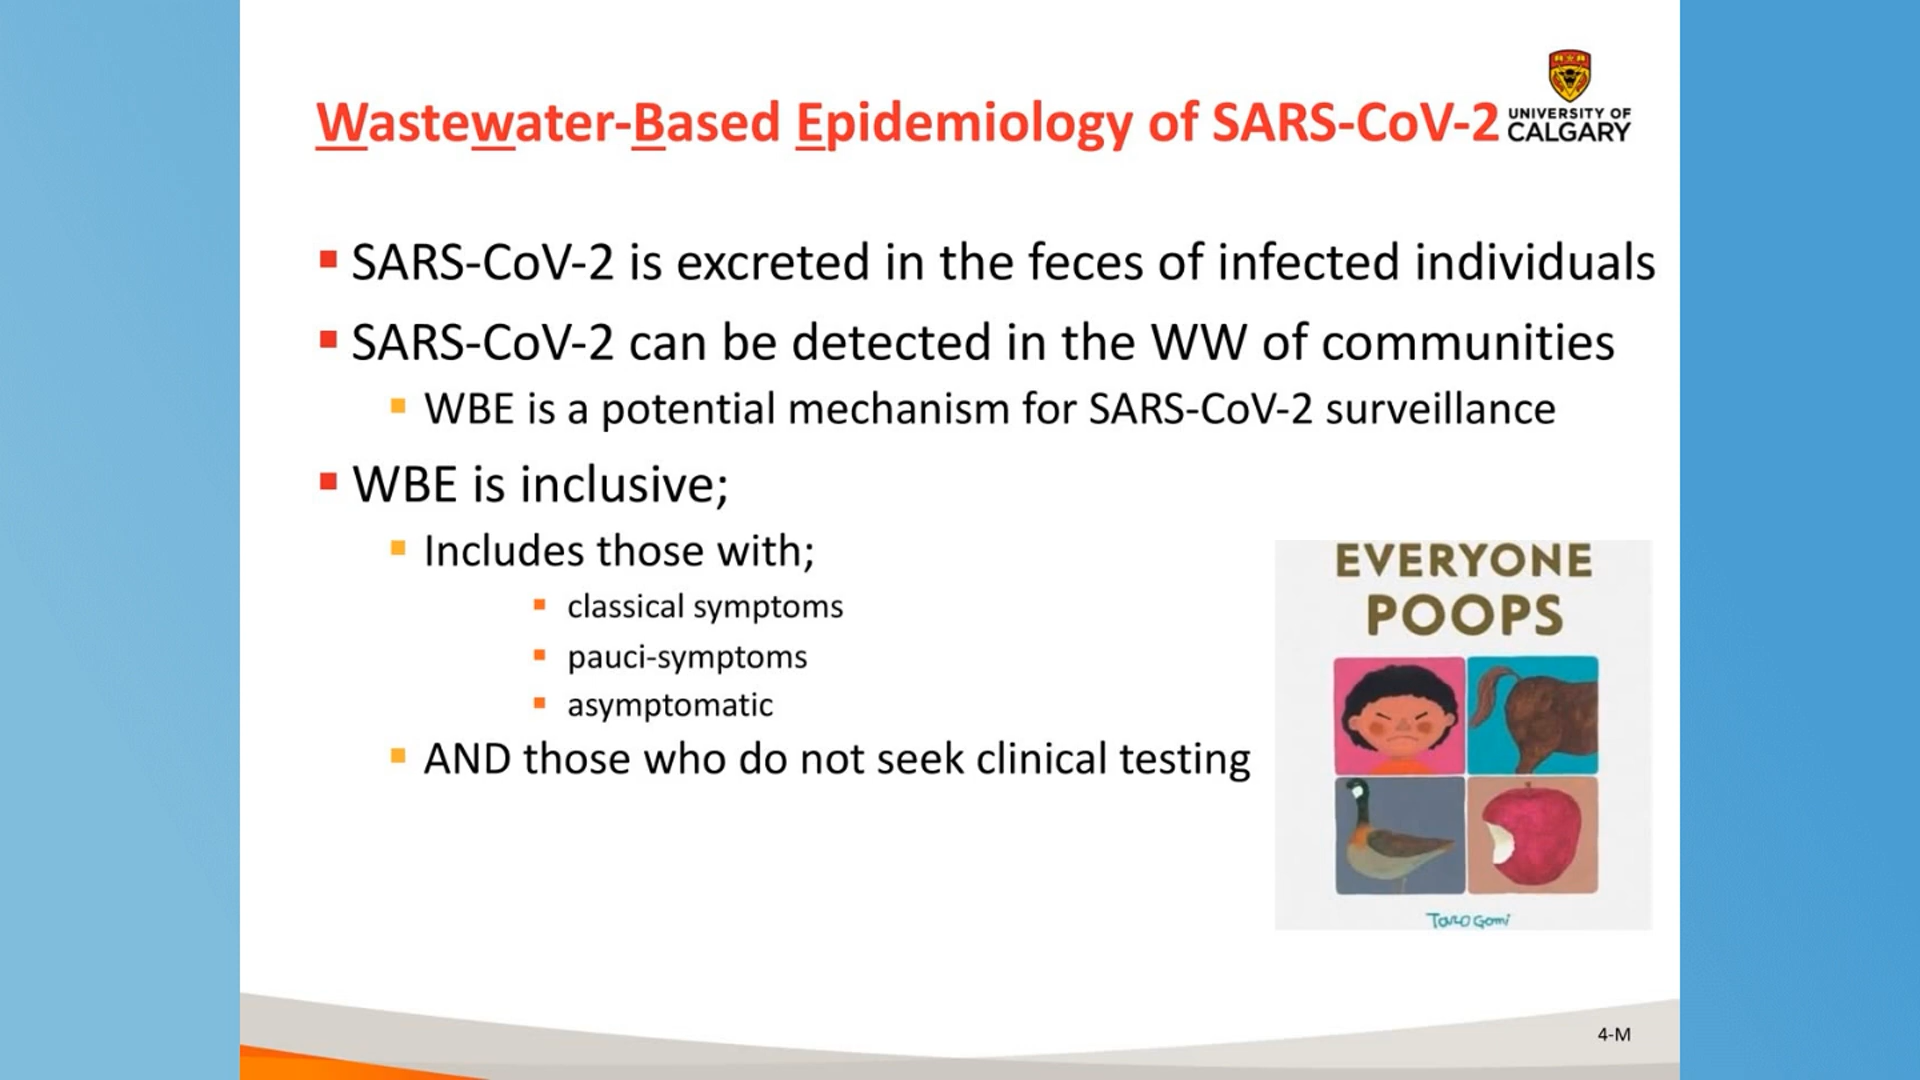 Wastewater-Based Epidemiology of SARS-CoV-2
UNIVERSITY OF
CALGARY
SARS-CoV-2 is excreted in the feces of infected individuals
SARS-CoV-2 can be detected in the WW of communities
WBE is a potential mechanism for SARS-CoV-2 surveillance
WBE is inclusive;
Includes those with;
classical symptoms
pauci-symptoms
asymptomatic
AND those who do not seek clinical testing
EVERYONE
POOPS
Taro Gomi
4-M